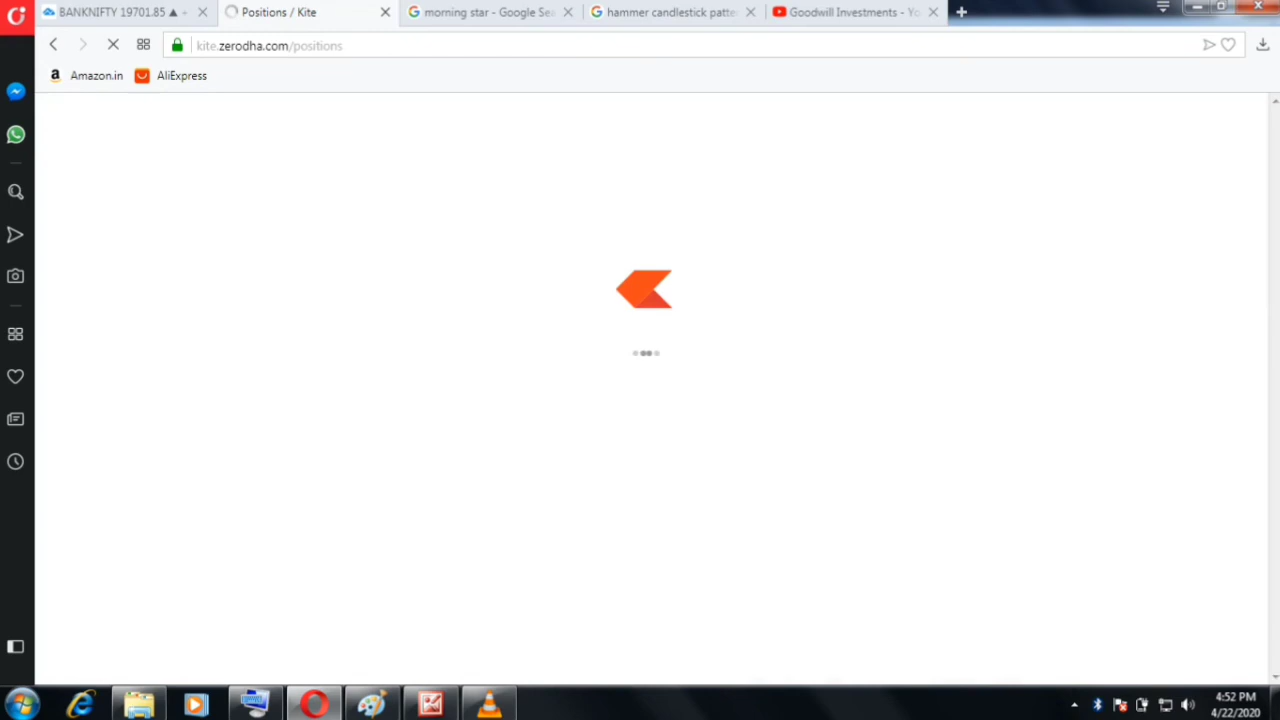 BANKNIFTY 19701.85 ▲ +
Positions / Kite
morning star - Google Sea
hammer candlestick patte
Goodwill Investments - Yo
kite.zerodha.com/positions
Amazon.in
AliExpress
4:52 PM
4/22/2020